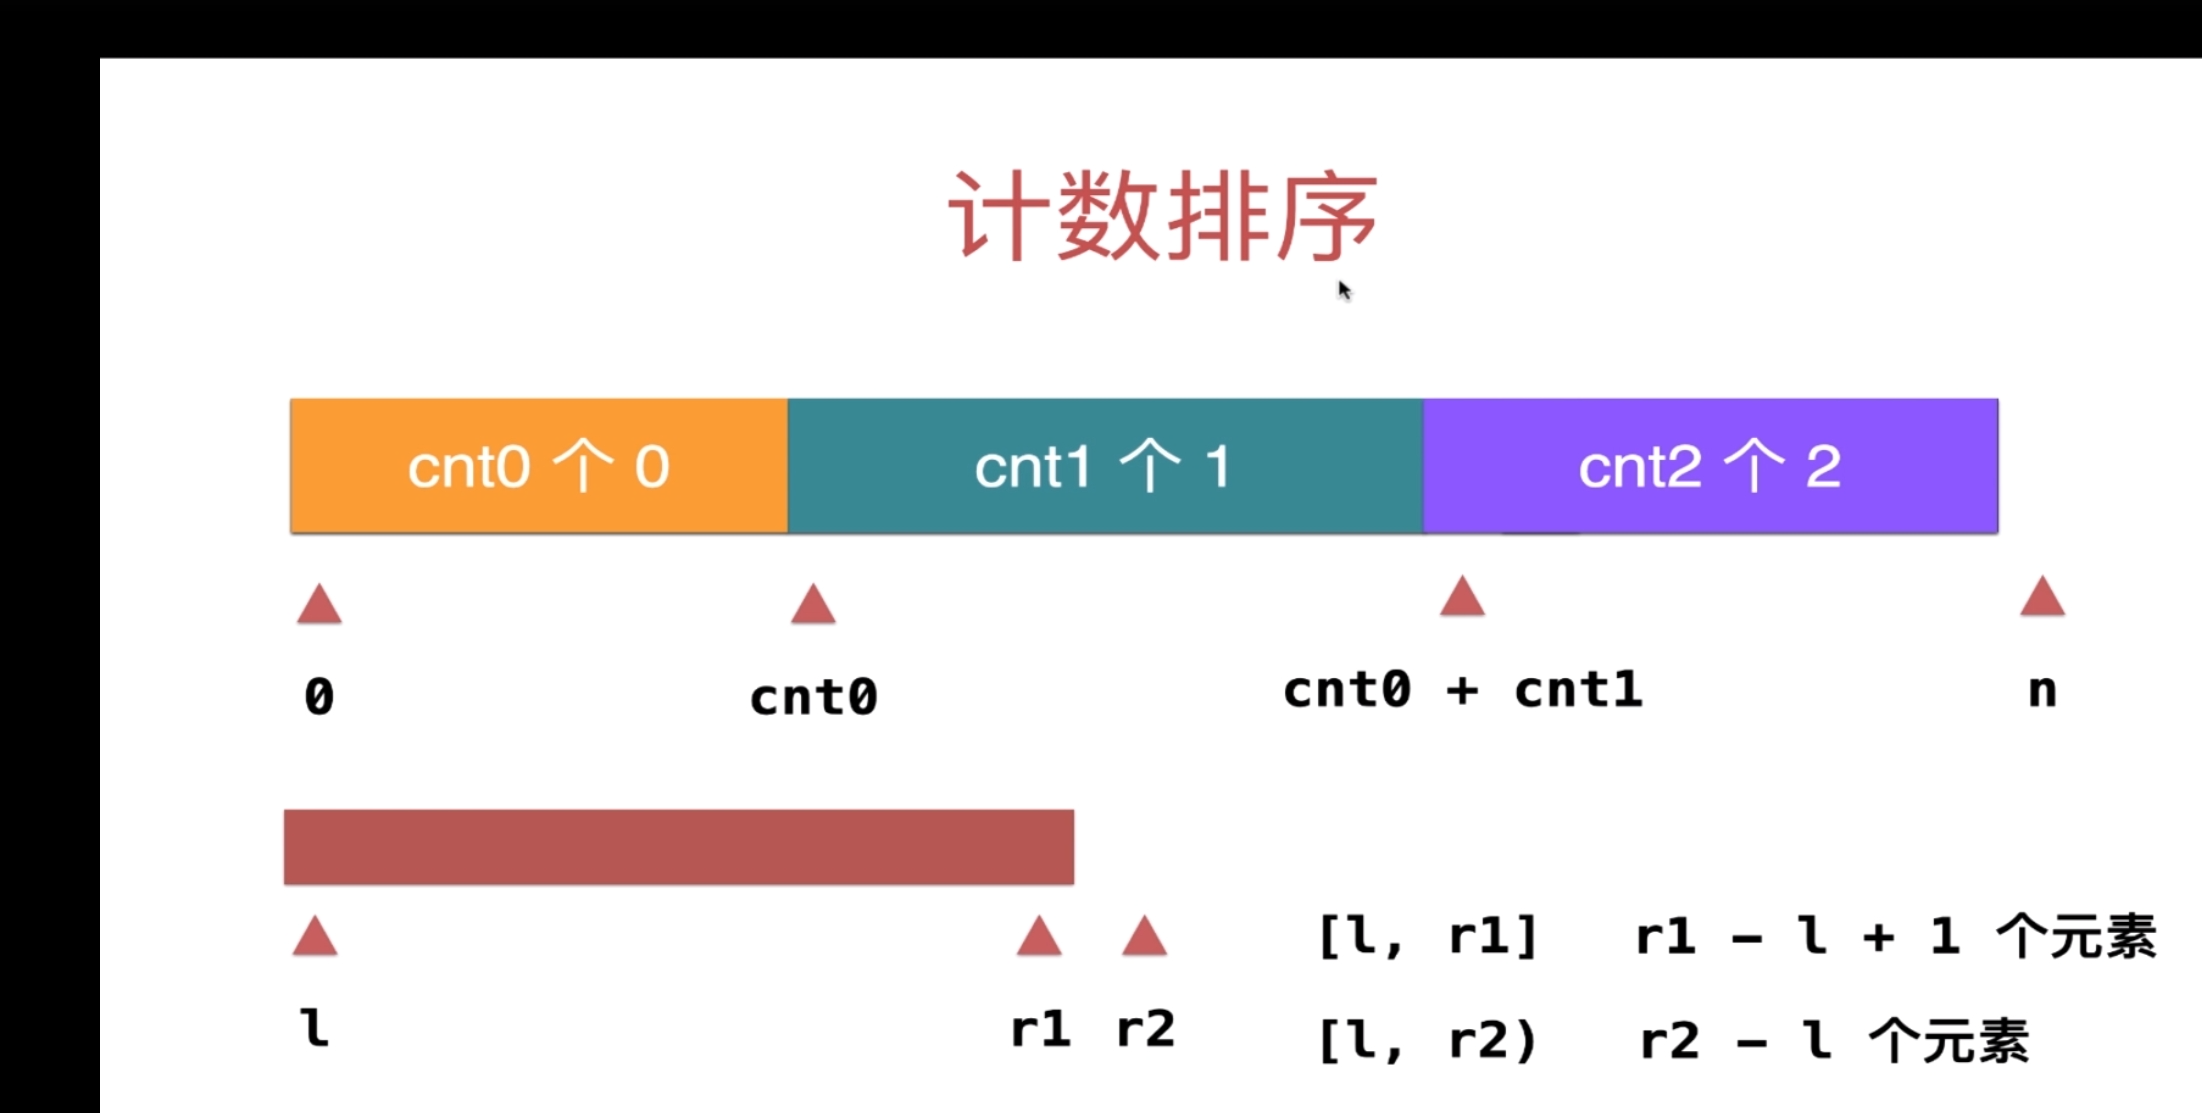 计数排序
cnt0 个 0 cnt1 个 1 cnt2 个 2
0 cnt0 cnt0 + cnt1 n
[l, r1] r1 - l + 1 个元素
l r1 r2
[l, r2) r2 - l 个元素